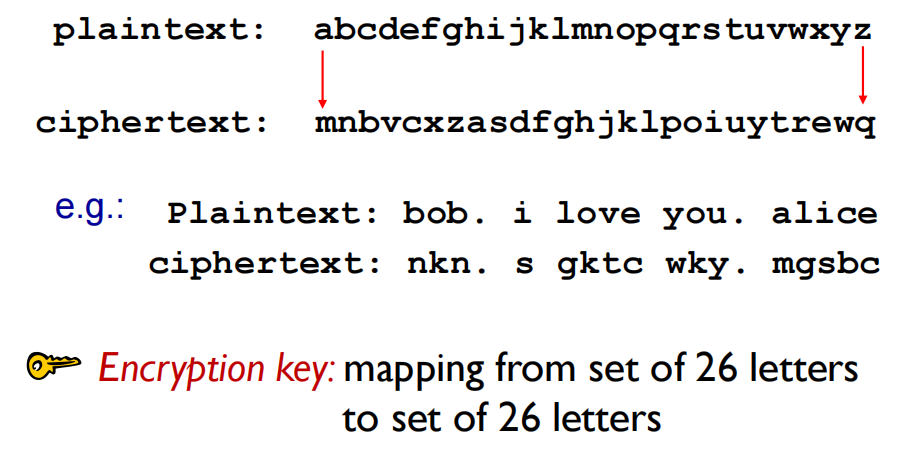 plaintext: abcdefghijklmnopqrstuvwxyz
ciphertext: mnbvcxzasdfghjklpoiuytrewq
e.g.: Plaintext: bob. i love you. alice
ciphertext: nkn. s gktc wky. mgsbc
Encryption key: mapping from set of 26 letters
to set of 26 letters